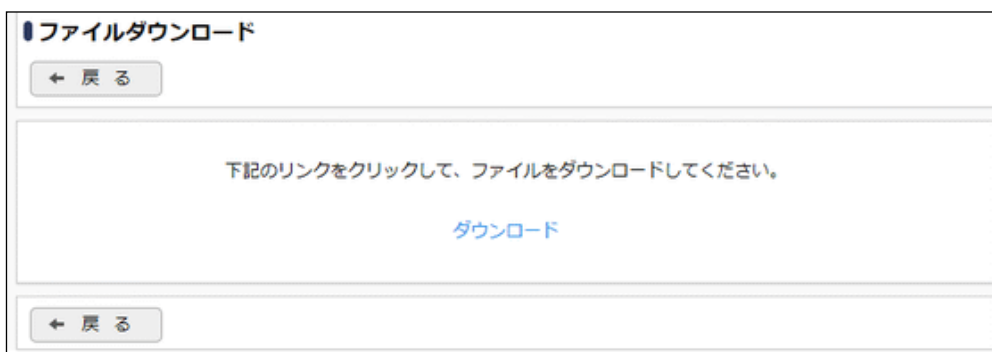 ファイルダウンロード
← 戻る
下記のリンクをクリックして、ファイルをダウンロードしてください。
ダウンロード
← 戻る